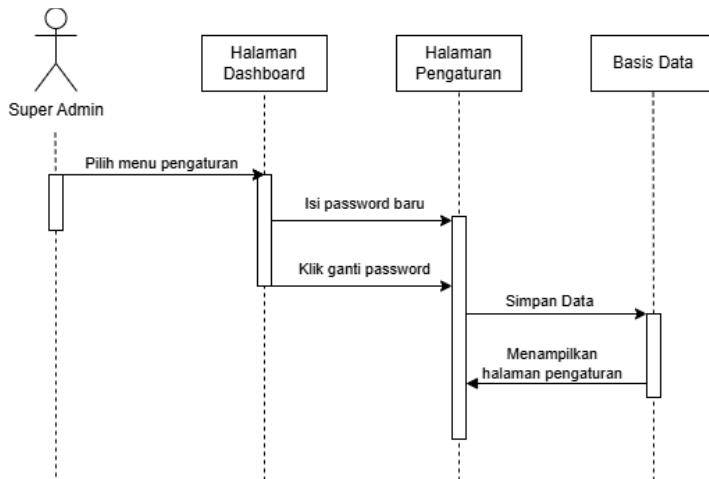 Super Admin
Halaman
Dashboard
Halaman
Pengaturan
Basis Data
Pilih menu pengaturan
Isi password baru
Klik ganti password
Simpan Data
Menampilkan
halaman pengaturan